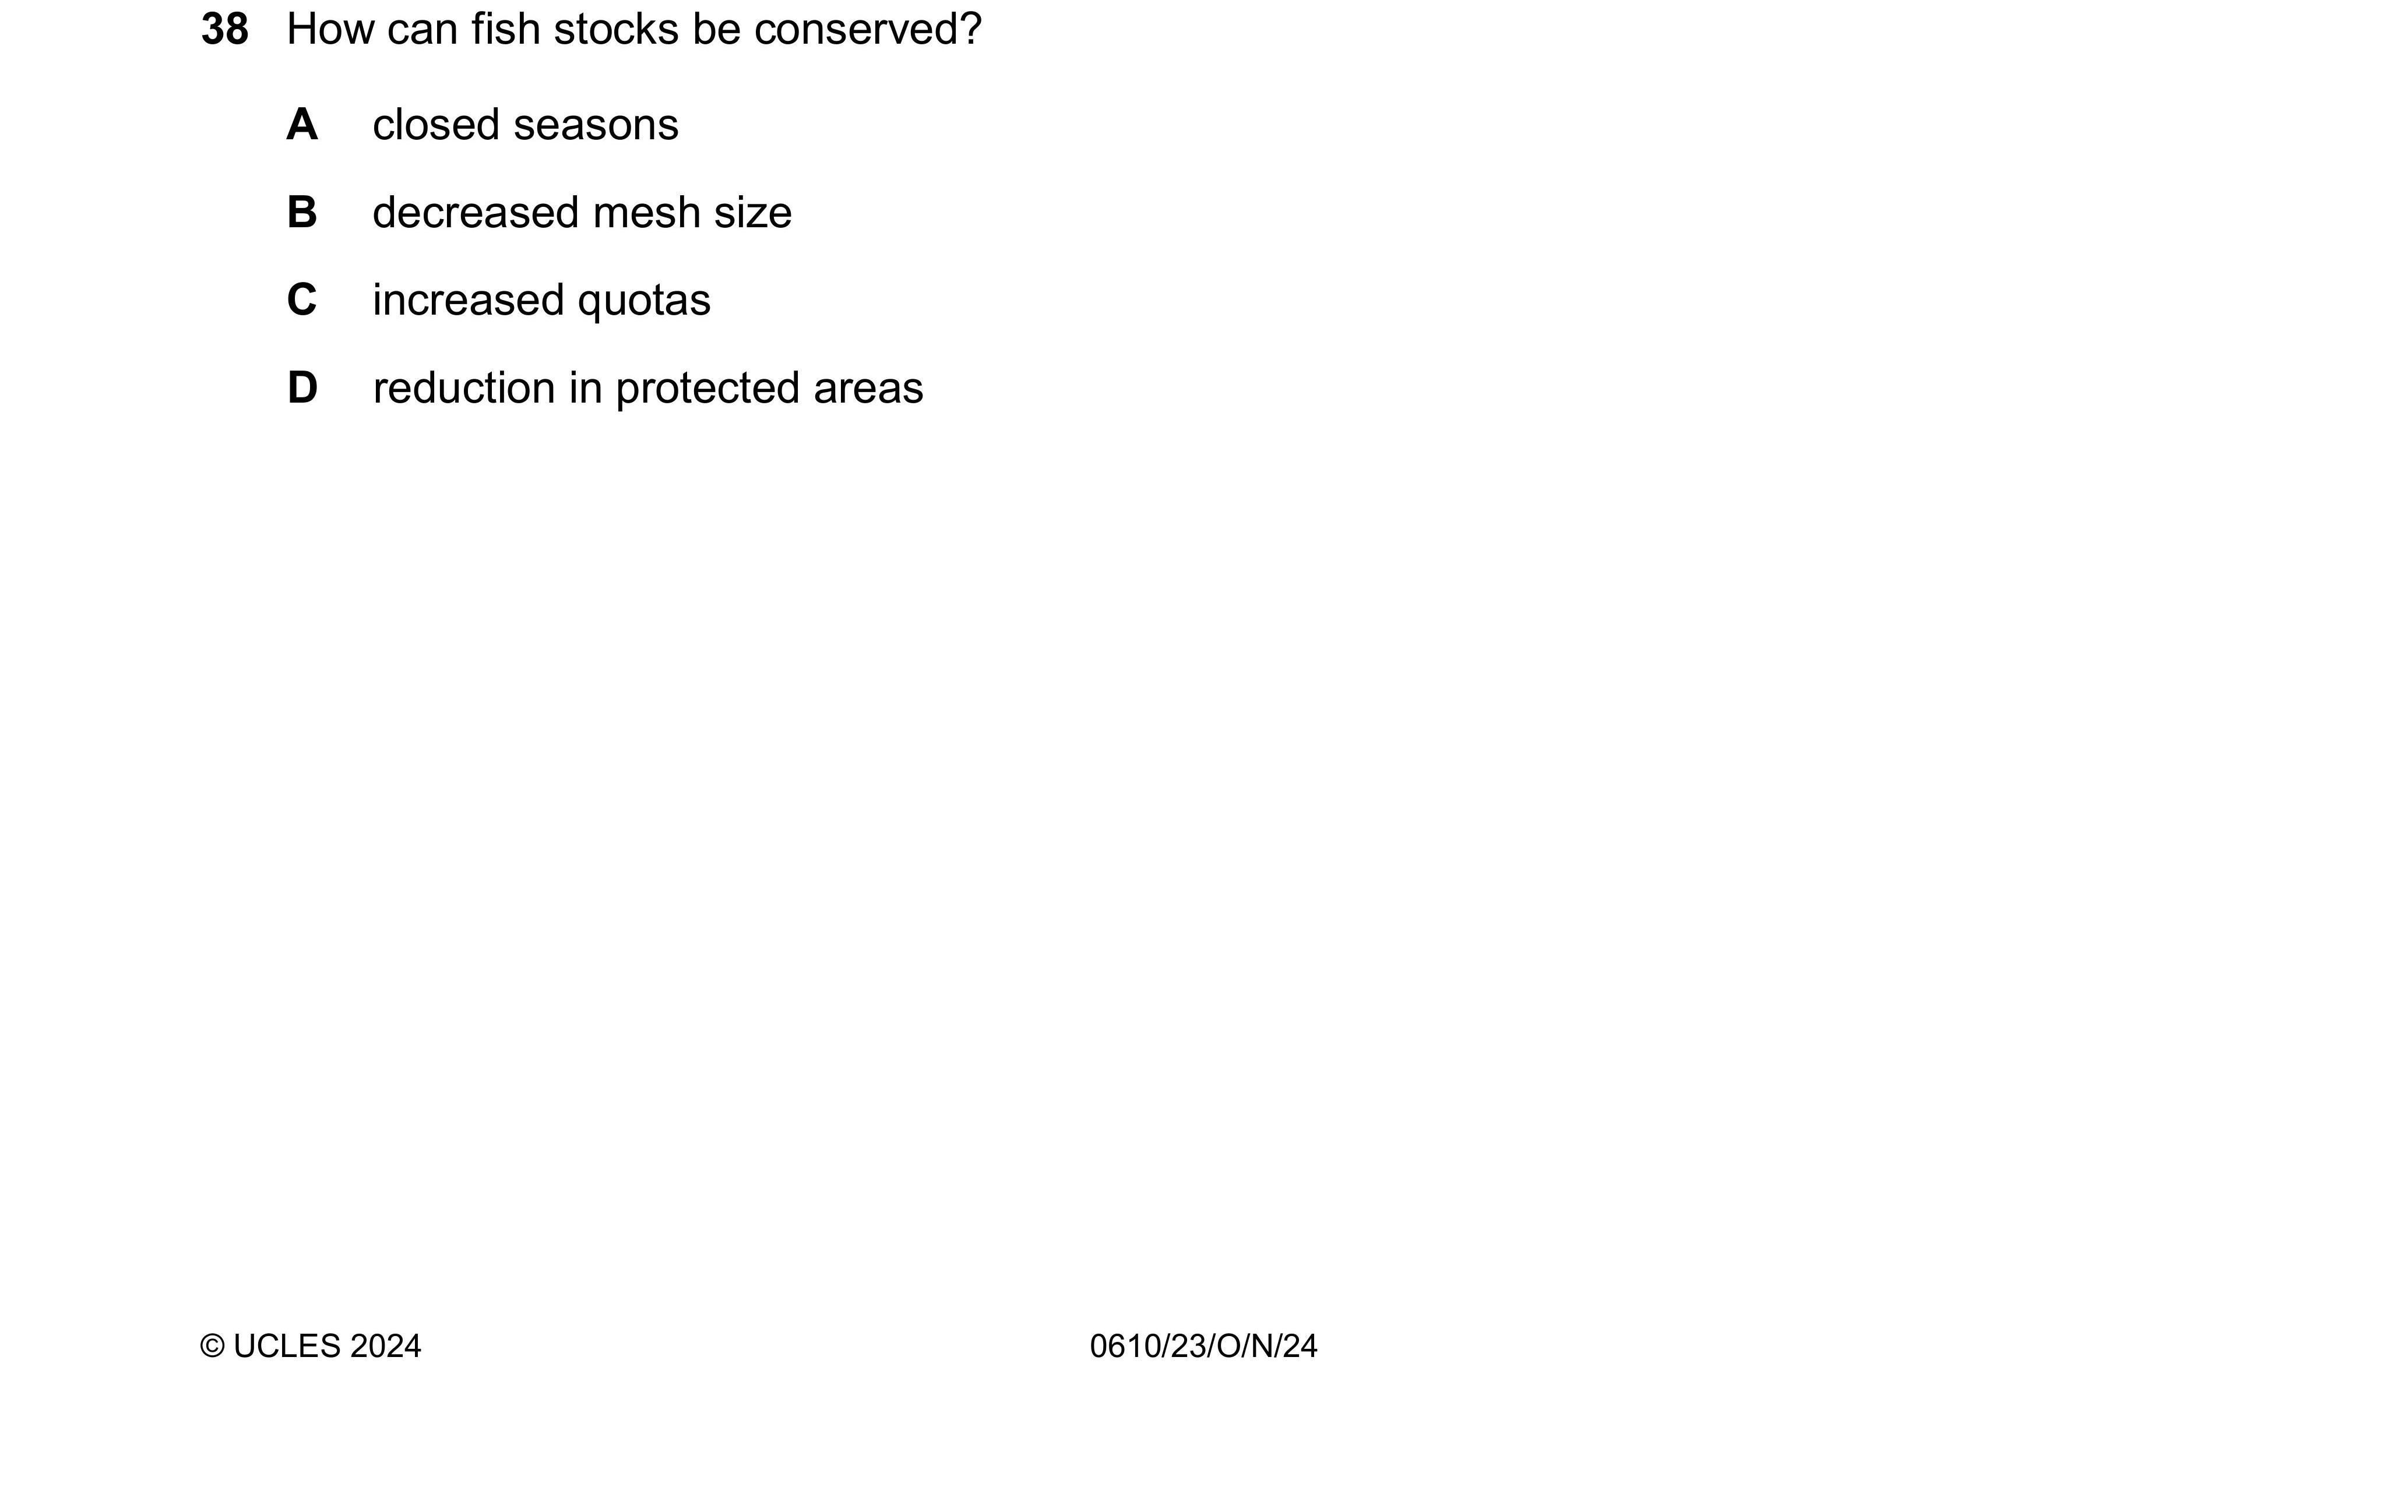 38 How can fish stocks be conserved?
A closed seasons
B decreased mesh size
C increased quotas
D reduction in protected areas
© UCLES 2024 0610/23/O/N/24